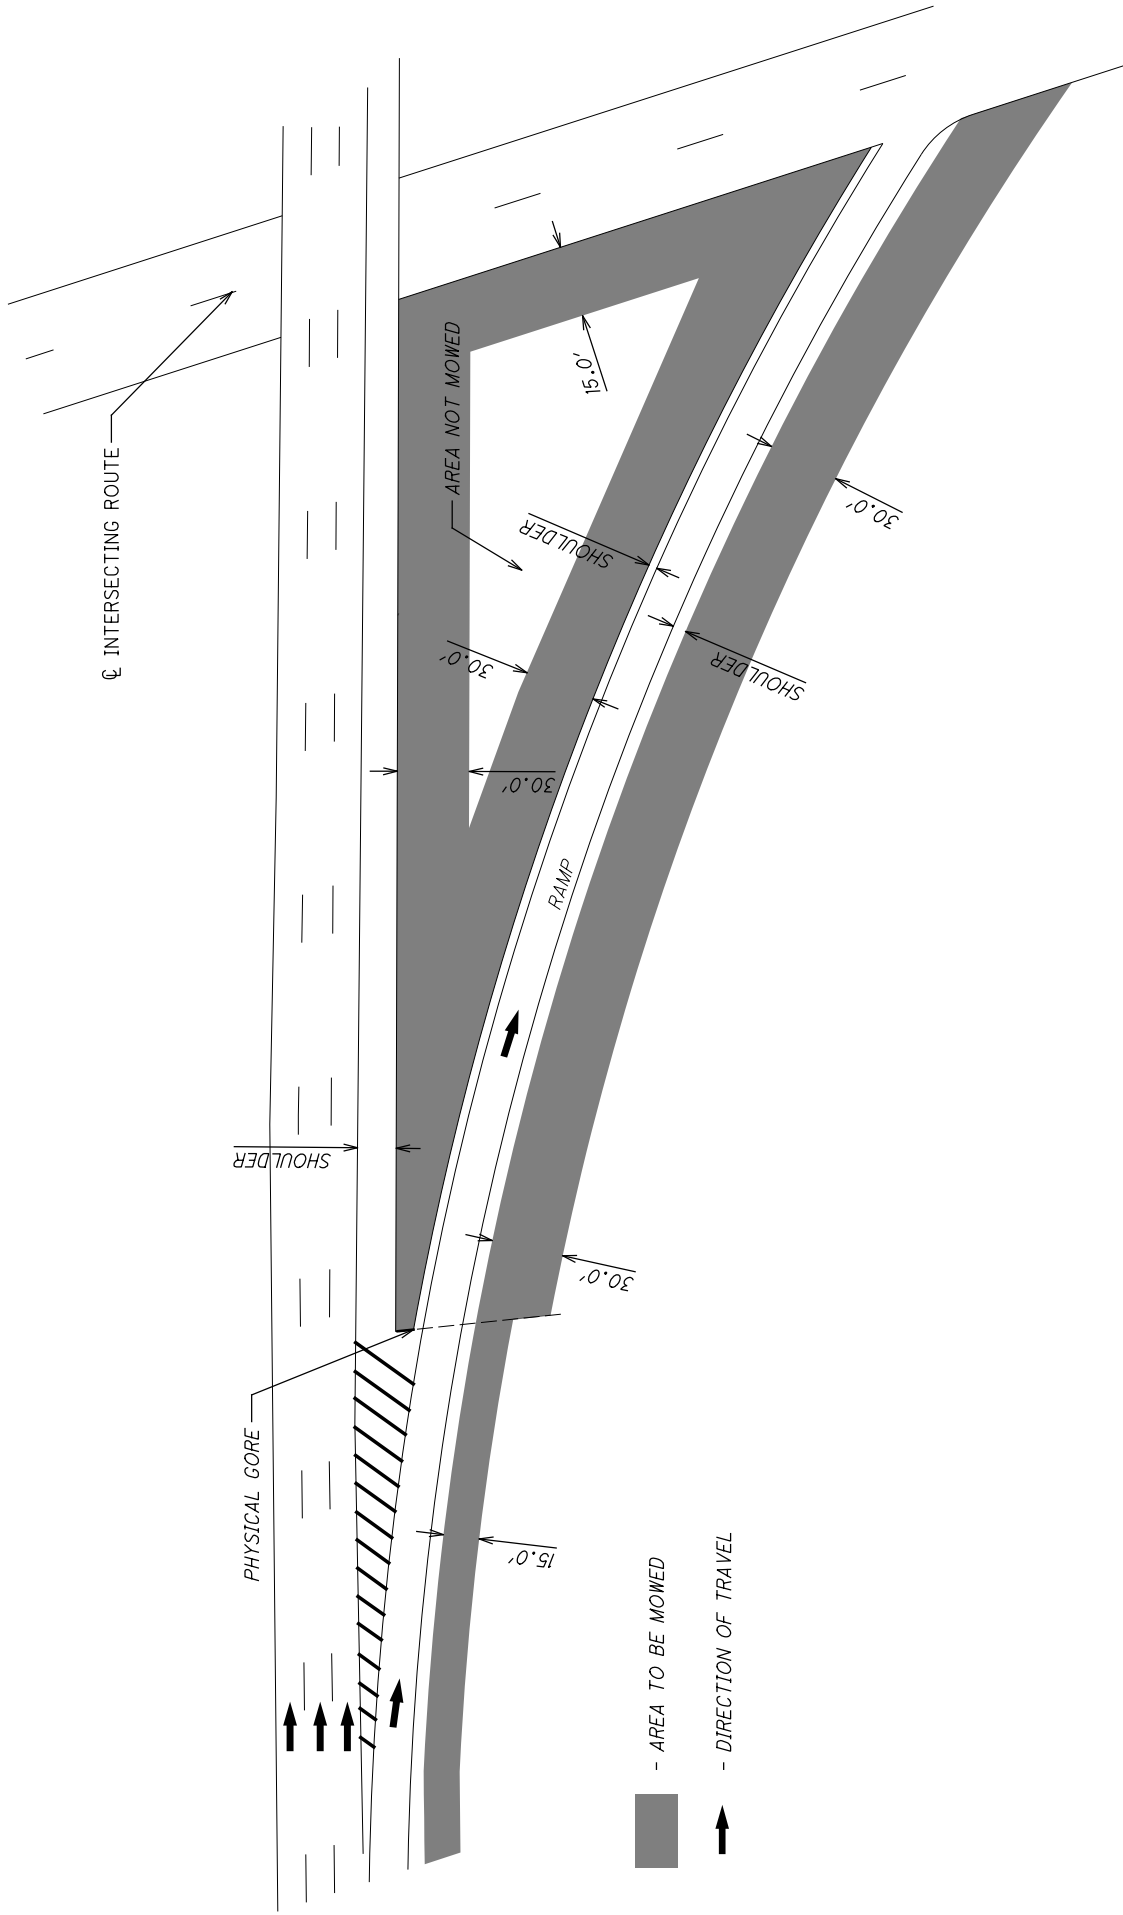 ℄ INTERSECTING ROUTE
AREA NOT MOWED
15.0'
SHOULDER
30.0'
30.0'
SHOULDER
30.0'
RAMP
SHOULDER
30.0'
PHYSICAL GORE
15.0'
- AREA TO BE MOWED
- DIRECTION OF TRAVEL